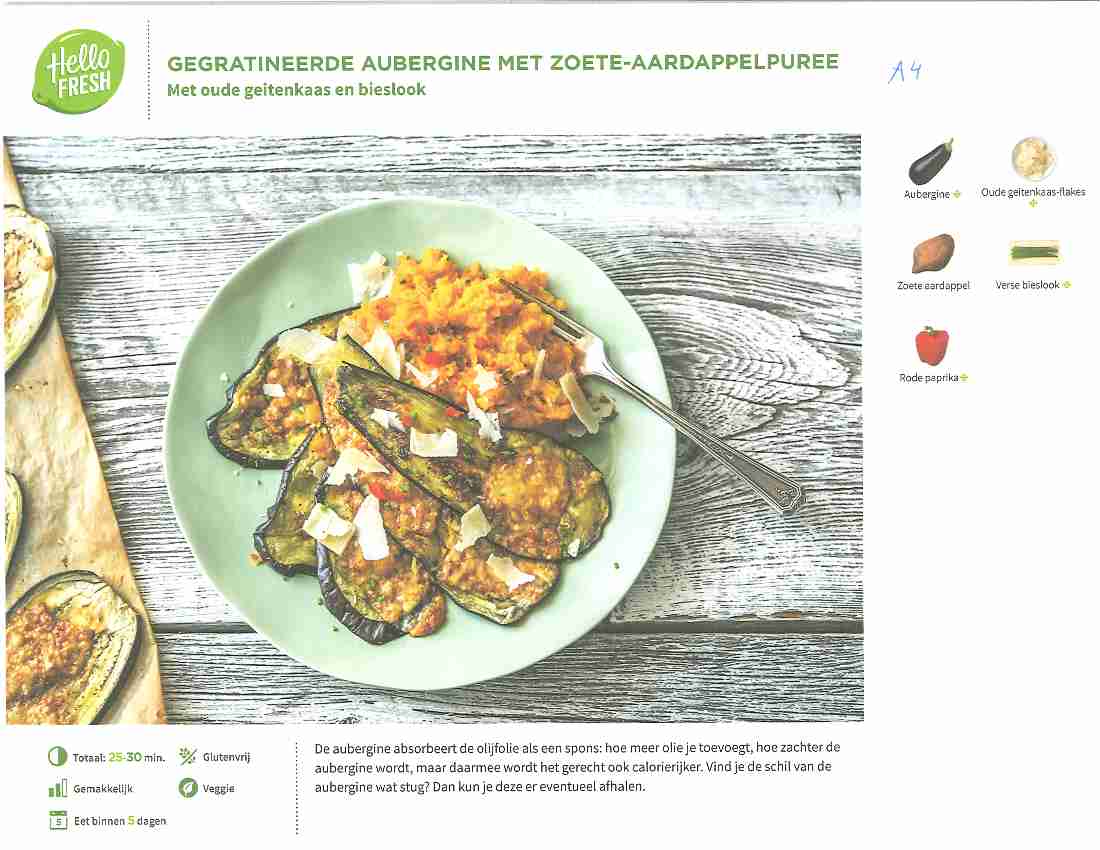 Hello
FRESH
GEGRATINEERDE AUBERGINE MET ZOETE-AARDAPPELPUREE
Met oude geitenkaas en bieslook
A4
Aubergine
Oude geitenkaas-flakes
Zoete aardappel
Verse bieslook
Rode paprika
Totaal: 25-30 min.
Glutenvrij
Gemakkelijk
Veggie
5
Eet binnen 5 dagen
De aubergine absorbeert de olijfolie als een spons: hoe meer olie je toevoegt, hoe zachter de
aubergine wordt, maar daarmee wordt het gerecht ook calorierijker. Vind je de schil van de
aubergine wat stug? Dan kun je deze er eventueel afhalen.